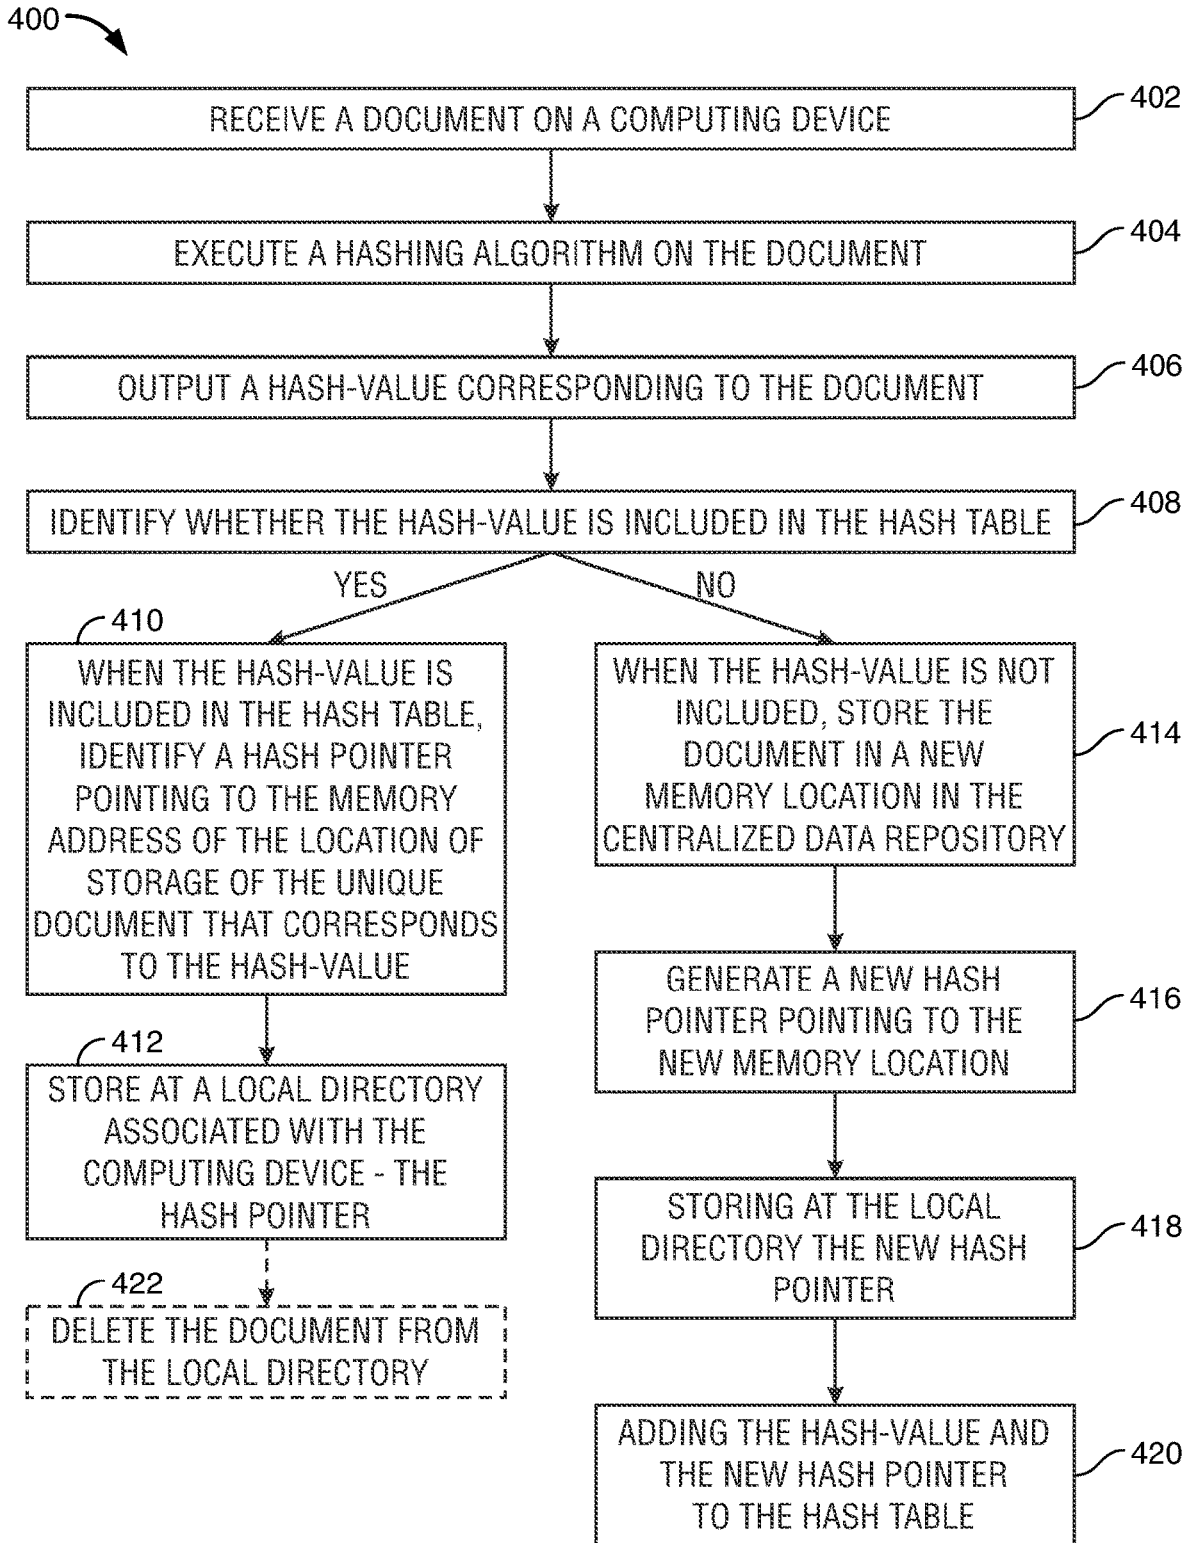 400
RECEIVE A DOCUMENT ON A COMPUTING DEVICE
402
EXECUTE A HASHING ALGORITHM ON THE DOCUMENT
404
OUTPUT A HASH-VALUE CORRESPONDING TO THE DOCUMENT
406
IDENTIFY WHETHER THE HASH-VALUE IS INCLUDED IN THE HASH TABLE
408
YES
NO
410
WHEN THE HASH-VALUE IS
INCLUDED IN THE HASH TABLE,
IDENTIFY A HASH POINTER
POINTING TO THE MEMORY
ADDRESS OF THE LOCATION OF
STORAGE OF THE UNIQUE
DOCUMENT THAT CORRESPONDS
TO THE HASH-VALUE
412
STORE AT A LOCAL DIRECTORY
ASSOCIATED WITH THE
COMPUTING DEVICE - THE
HASH POINTER
422
DELETE THE DOCUMENT FROM
THE LOCAL DIRECTORY
WHEN THE HASH-VALUE IS NOT
INCLUDED, STORE THE
DOCUMENT IN A NEW
MEMORY LOCATION IN THE
CENTRALIZED DATA REPOSITORY
414
GENERATE A NEW HASH
POINTER POINTING TO THE
NEW MEMORY LOCATION
416
STORING AT THE LOCAL
DIRECTORY THE NEW HASH
POINTER
418
ADDING THE HASH-VALUE AND
THE NEW HASH POINTER
TO THE HASH TABLE
420